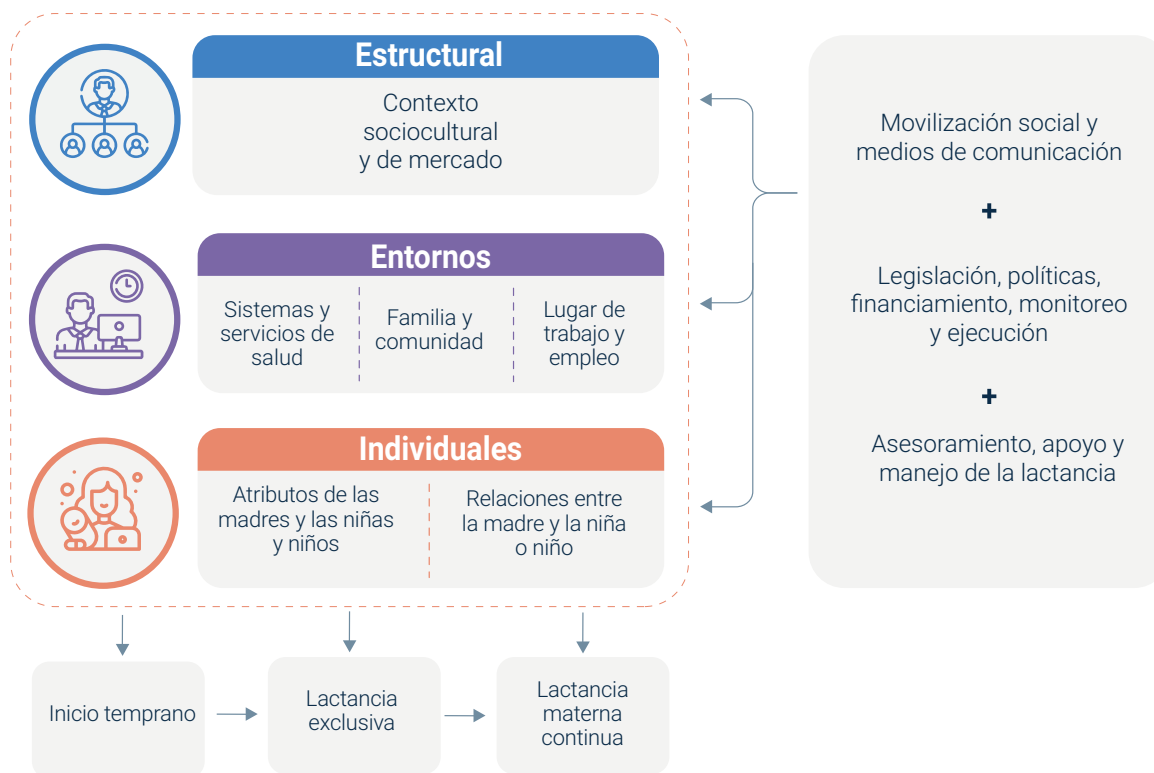 Estructural
Contexto
sociocultural
y de mercado
Entornos
Sistemas y
servicios de
salud
Familia y
comunidad
Lugar de
trabajo y
empleo
Individuales
Atributos de las
madres y las niñas
y niños
Relaciones entre
la madre y la niña
o niño
Inicio temprano
Lactancia
exclusiva
Lactancia
materna
continua
Movilización social y
medios de comunicación
+
Legislación, políticas,
financiamiento, monitoreo
y ejecución
+
Asesoramiento, apoyo y
manejo de la lactancia